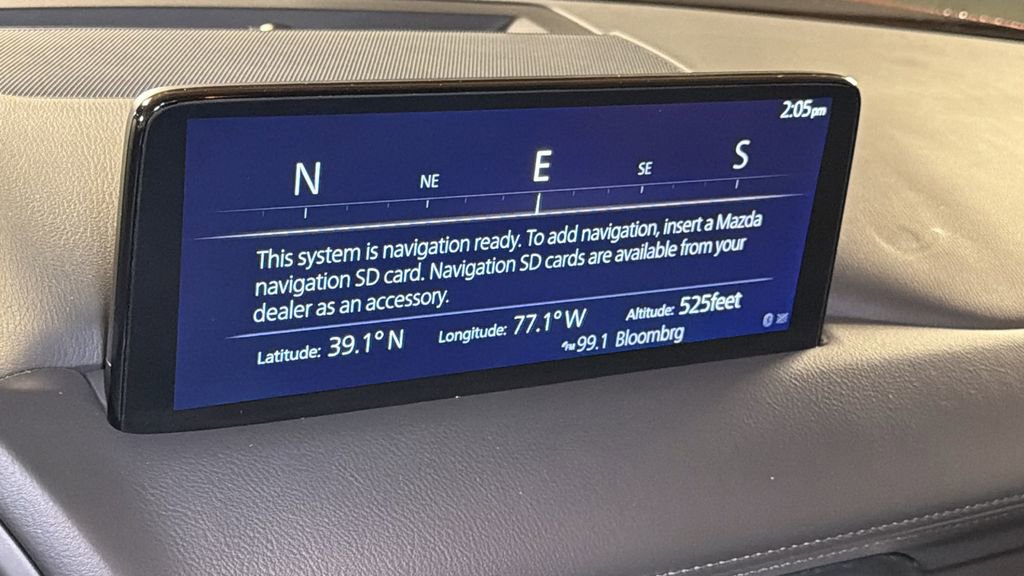 2:05pm
N NE E SE S
This system is navigation ready. To add navigation, insert a Mazda
navigation SD card. Navigation SD cards are available from your
dealer as an accessory.
Latitude: 39.1°N Longitude: 77.1°W Altitude: 525feet
99.1 Bloombrg